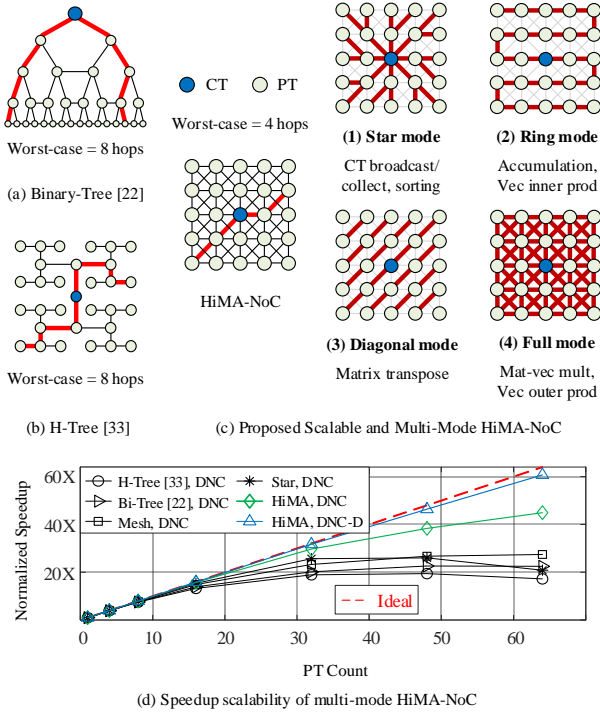 CT
PT
Worst-case = 8 hops
Worst-case = 4 hops
(a) Binary-Tree [22]
(1) Star mode
(2) Ring mode
CT broadcast/
collect, sorting
Accumulation,
Vec inner prod
HiMA-NoC
(3) Diagonal mode
(4) Full mode
Worst-case = 8 hops
Matrix transpose
Mat-vec mult,
Vec outer prod
(b) H-Tree [33]
(c) Proposed Scalable and Multi-Mode HiMA-NoC
Normalized Speedup
60X
40X
20X
H-Tree [33], DNC
Bi-Tree [22], DNC
Mesh, DNC
Star, DNC
HiMA, DNC
HiMA, DNC-D
Ideal
0 10 20 30 40 50 60
PT Count
(d) Speedup scalability of multi-mode HiMA-NoC